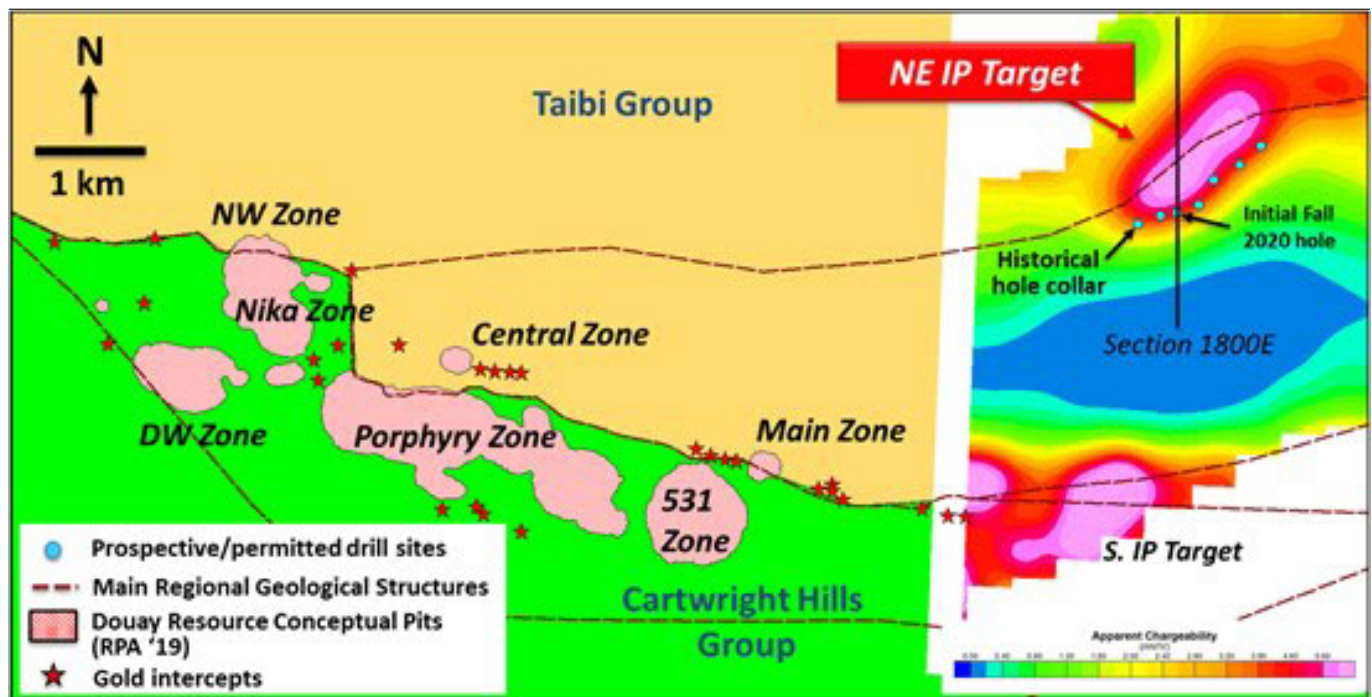 N
1 km
Taibi Group
NE IP Target
NW Zone
Nika Zone
Central Zone
Initial Fall
2020 hole
Historical
hole collar
Section 1800E
DW Zone
Porphyry Zone
Main Zone
531
Zone
S. IP Target
Cartwright Hills
Group
Prospective/permitted drill sites
Main Regional Geological Structures
Douay Resource Conceptual Pits
(RPA ‘19)
Gold intercepts
Apparent Chargeability